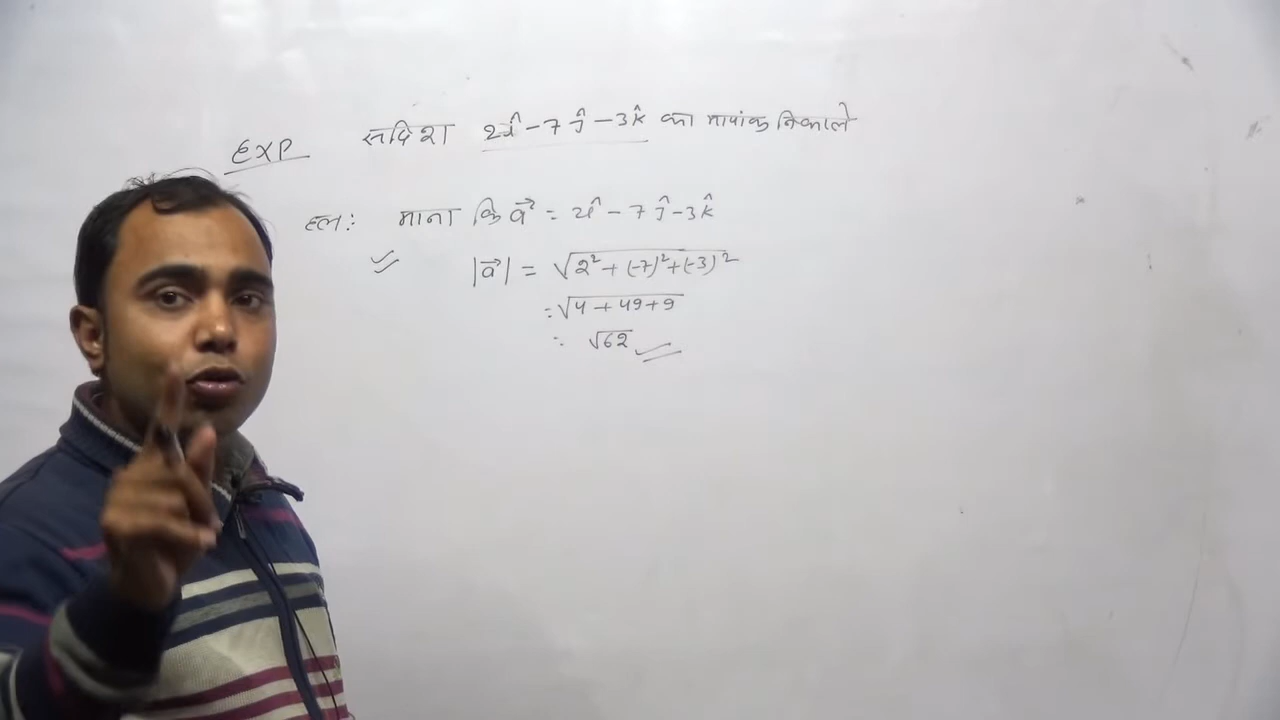 EXP सदिश 2î - 7ĵ - 3k̂ का मापांक निकाले
हलः माना कि a⃗ = 2î - 7ĵ - 3k̂
|a⃗| = √2² + (-7)² + (-3)²
= √4 + 49 + 9
= √62